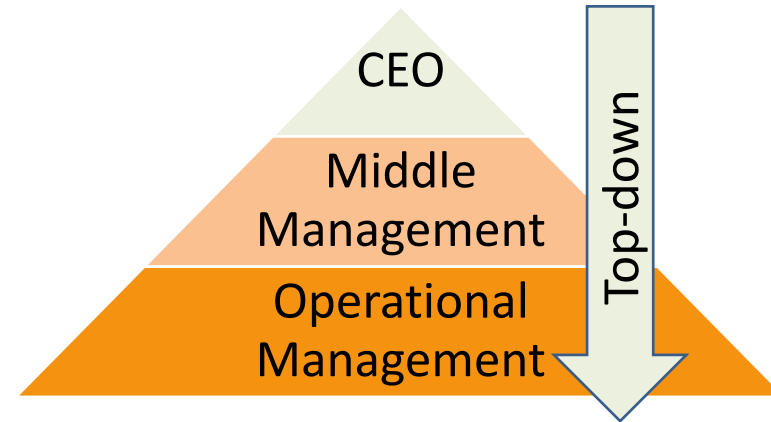 CEO
Middle
Management
Operational
Management
Top-down